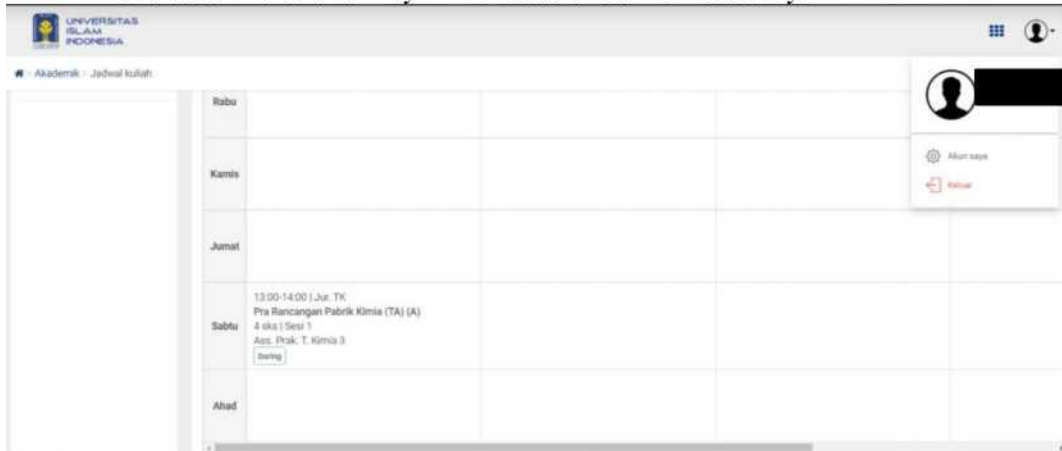 UNIVERSITAS
ISLAM
INDONESIA
Akademik > Jadwal kuliah
Rabu
Akun saya
Keluar
Kamis
Jumat
Sabtu
13:00-14:00 | Jur. TK
Pra Rancangan Pabrik Kimia (TA) (A)
4 sks | Sesi 1
Ass. Prak. T. Kimia 3
Daring
Ahad